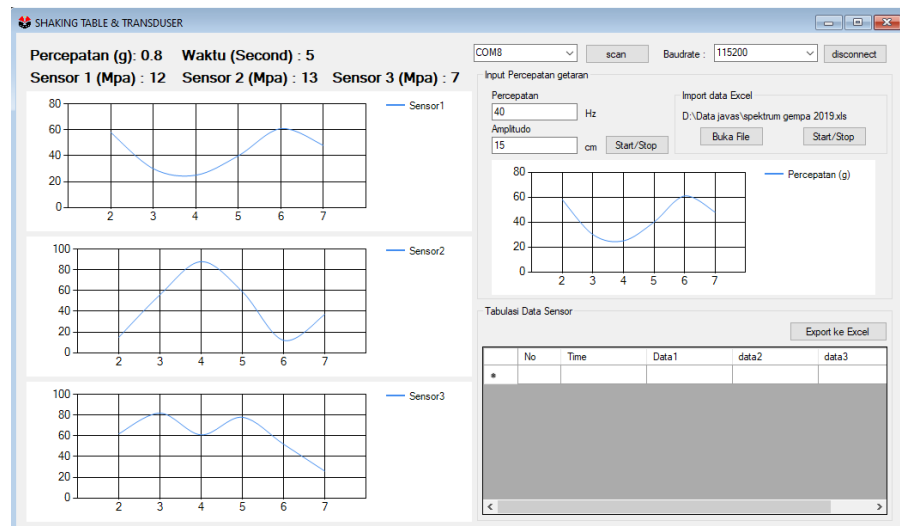 SHAKING TABLE & TRANSDUSER
Percepatan (g): 0.8 Waktu (Second) : 5
Sensor 1 (Mpa) : 12 Sensor 2 (Mpa) : 13 Sensor 3 (Mpa) : 7
80
60
40
20
0
2 3 4 5 6 7
Sensor1
100
80
60
40
20
0
2 3 4 5 6 7
Sensor2
100
80
60
40
20
0
2 3 4 5 6 7
Sensor3
COM8 scan Baudrate : 115200 disconnect
Input Percepatan getaran
Percepatan
40 Hz
Amplitudo
15 cm Start/Stop
Import data Excel
D:\Data javas\spektrum gempa 2019.xls
Buka File Start/Stop
80
60
40
20
0
2 3 4 5 6 7
Percepatan (g)
Tabulasi Data Sensor
Export ke Excel
No Time Data1 data2 data3